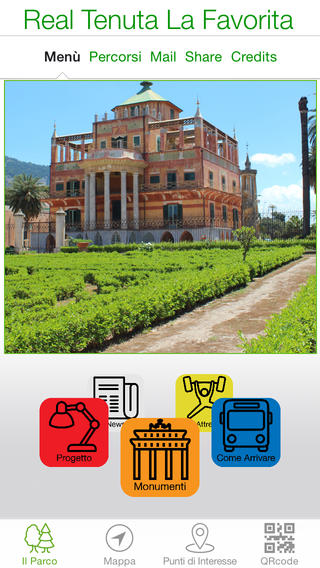 Real Tenuta La Favorita
Menù Percorsi Mail Share Credits
News Attre
Progetto Come Arrivare
Monumenti
Il Parco Mappa Punti di Interesse QRcode